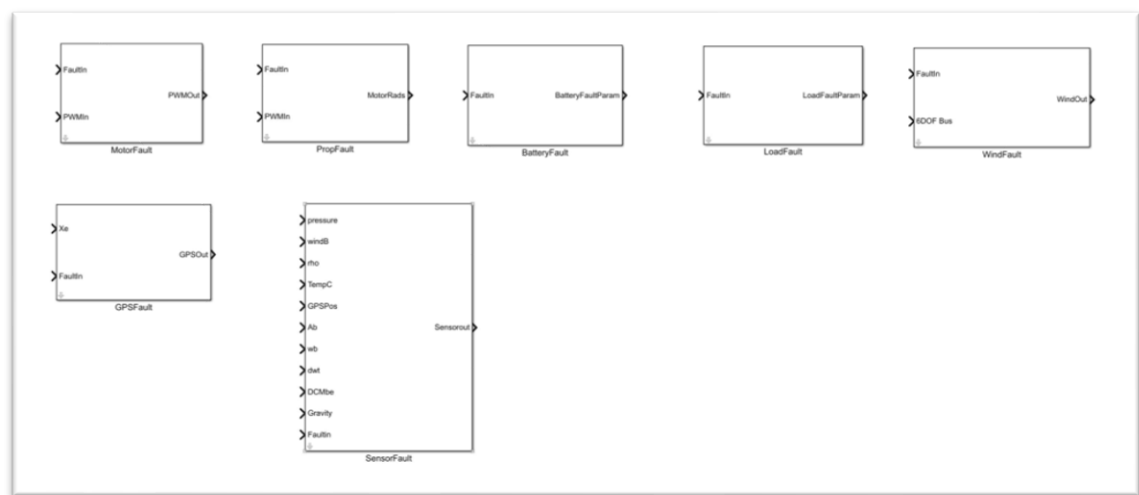 FaultIn
PWMIn
PWMOut
MotorFault
FaultIn
PWMIn
MotorRads
PropFault
FaultIn
BatteryFaultParam
BatteryFault
FaultIn
LoadFaultParam
LoadFault
FaultIn
6DOF Bus
WindOut
WindFault
Xe
FaultIn
GPSOut
GPSFault
pressure
windB
rho
TempC
GPSPos
Ab
wb
dwt
DCMbe
Gravity
FaultIn
Sensorout
SensorFault